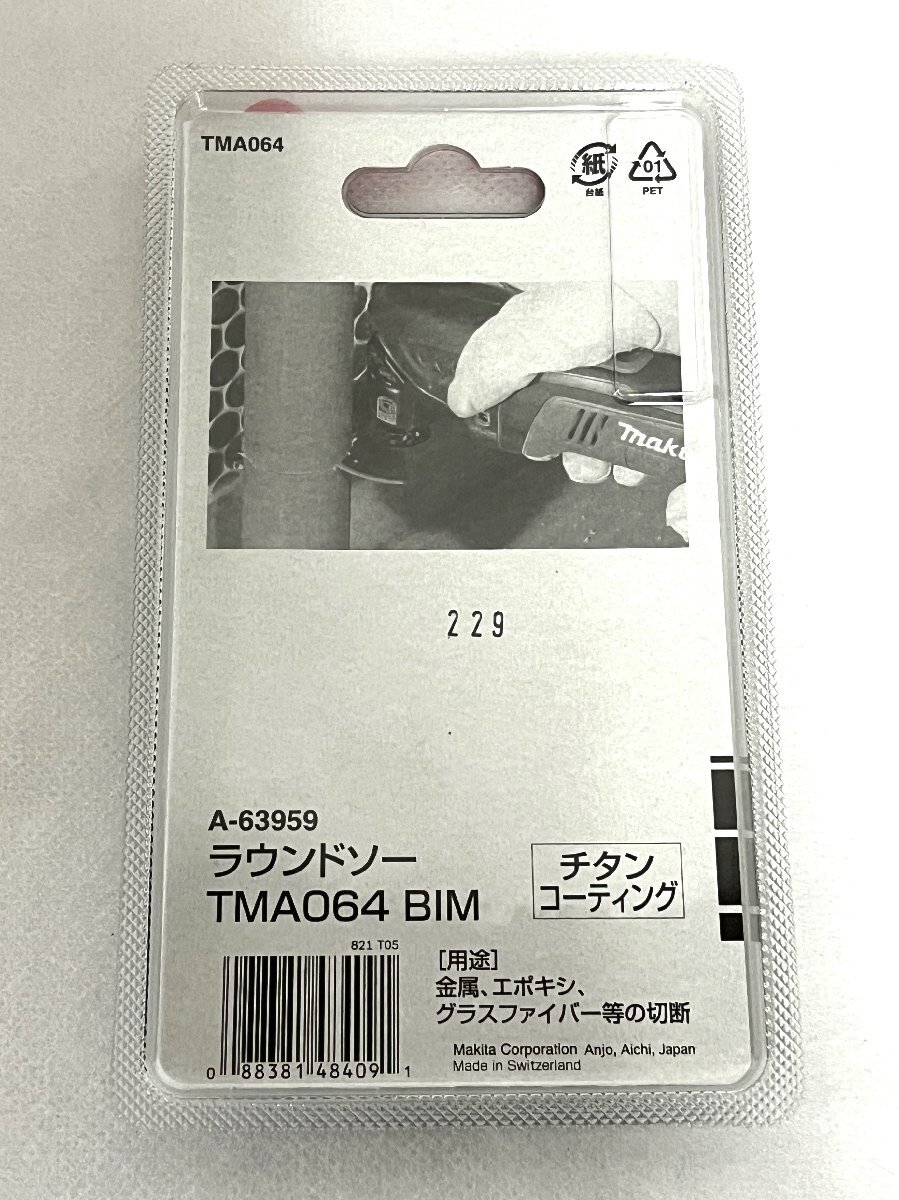 TMA064
紙
台紙
01
PET
makita
229
A-63959
ラウンドソー
TMA064 BIM
チタン
コーティング
821 T05
[用途]
金属、エポキシ、
グラスファイバー等の切断
0 88381 48409 1
Makita Corporation Anjo, Aichi, Japan
Made in Switzerland